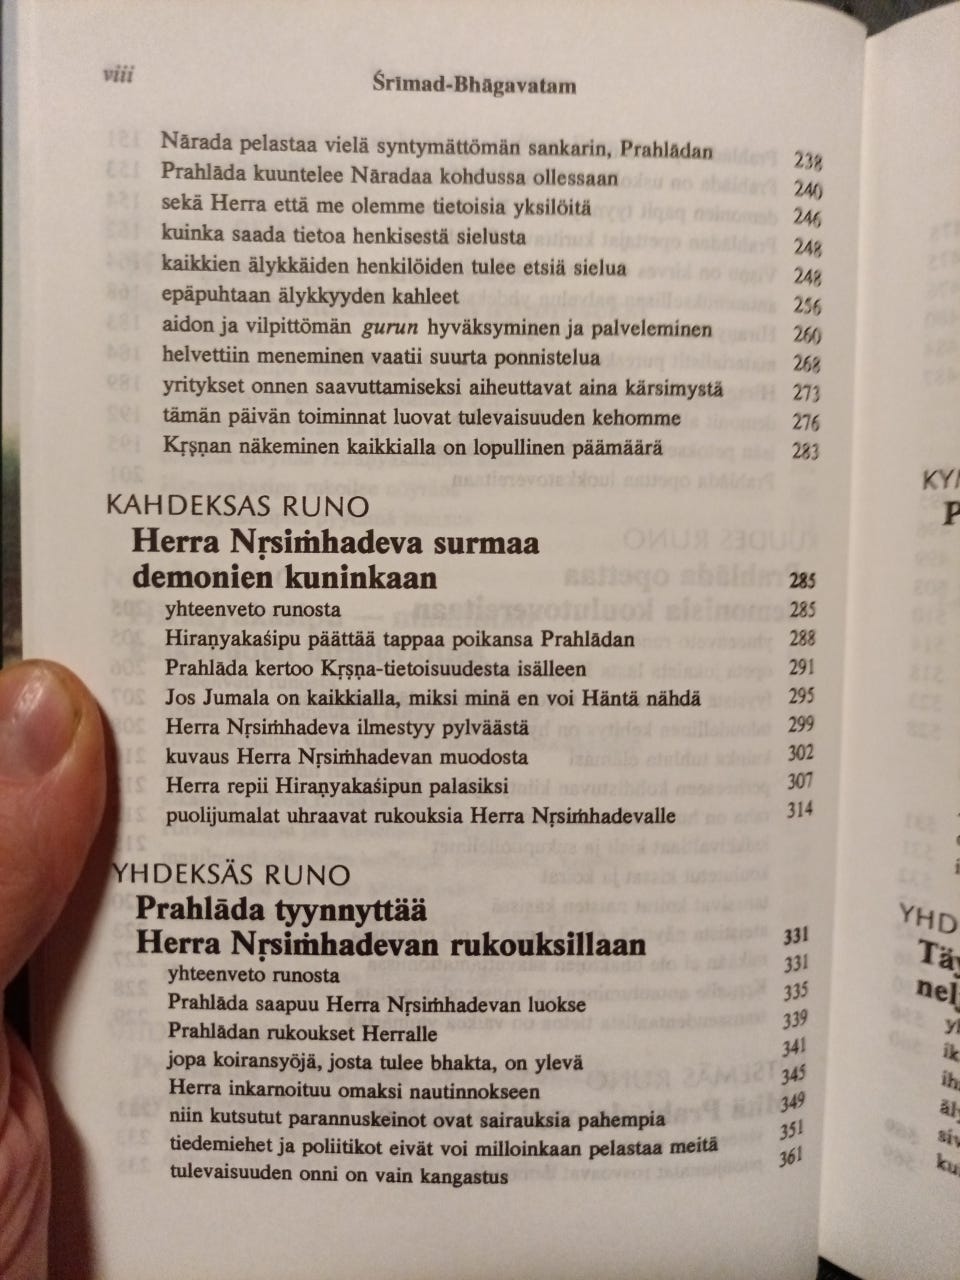 viii
Śrīmad-Bhāgavatam
Nārada pelastaa vielä syntymättömän sankarin, Prahlādan 238
Prahlāda kuuntelee Nāradaa kohdussa ollessaan 240
sekä Herra että me olemme tietoisia yksilöitä 246
kuinka saada tietoa henkisestä sielusta 248
kaikkien älykkäiden henkilöiden tulee etsiä sielua 248
epäpuhtaan älykkyyden kahleet 256
aidon ja vilpittömän gurun hyväksyminen ja palveleminen 260
helvettiin meneminen vaatii suurta ponnistelua 268
yritykset onnen saavuttamiseksi aiheuttavat aina kärsimystä 273
tämän päivän toiminnat luovat tulevaisuuden kehomme 276
Kṛṣṇan näkeminen kaikkialla on lopullinen päämäärä 283
KAHDEKSAS RUNO
Herra Nṛsiṁhadeva surmaa
demonien kuninkaan 285
yhteenveto runosta 285
Hiraṇyakaśipu päättää tappaa poikansa Prahlādan 288
Prahlāda kertoo Kṛṣṇa-tietoisuudesta isälleen 291
Jos Jumala on kaikkialla, miksi minä en voi Häntä nähdä 295
Herra Nṛsiṁhadeva ilmestyy pylväästä 299
kuvaus Herra Nṛsiṁhadevan muodosta 302
Herra repii Hiraṇyakaśipun palasiksi 307
puolijumalat uhraavat rukouksia Herra Nṛsiṁhadevalle 314
YHDEKSÄS RUNO
Prahlāda tyynnyttää
Herra Nṛsiṁhadevan rukouksillaan 331
yhteenveto runosta 331
Prahlāda saapuu Herra Nṛsiṁhadevan luokse 335
Prahlādan rukoukset Herralle 339
jopa koiransyöjä, josta tulee bhakta, on ylevä 341
Herra inkarnoituu omaksi nautinnokseen 345
niin kutsutut parannuskeinot ovat sairauksia pahempia 349
tiedemiehet ja poliitikot eivät voi milloinkaan pelastaa meitä 351
tulevaisuuden onni on vain kangastus 361